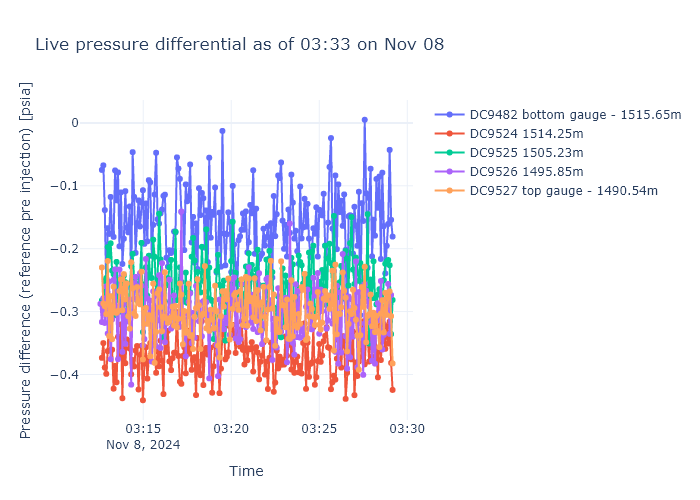 Live pressure differential as of 03:33 on Nov 08
Pressure difference (reference pre injection) [psia]
0
−0.1
−0.2
−0.3
−0.4
03:15
Nov 8, 2024
03:20
03:25
03:30
Time
DC9482 bottom gauge - 1515.65m
DC9524 1514.25m
DC9525 1505.23m
DC9526 1495.85m
DC9527 top gauge - 1490.54m